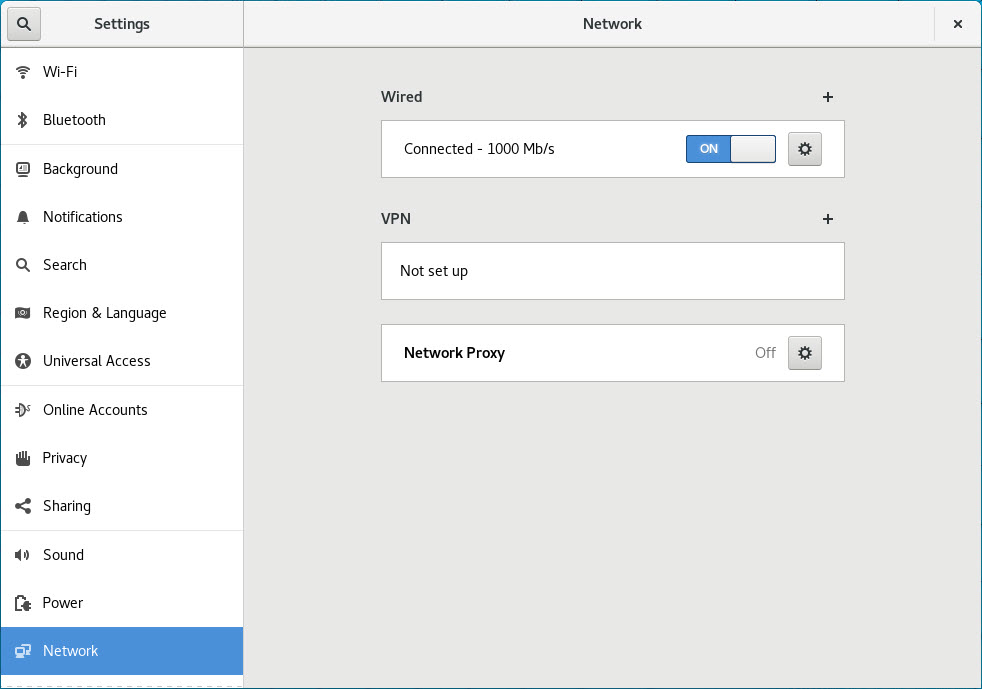 Settings
Network
Wi-Fi
Bluetooth
Background
Notifications
Search
Region & Language
Universal Access
Online Accounts
Privacy
Sharing
Sound
Power
Network
Wired
Connected - 1000 Mb/s
ON
VPN
Not set up
Network Proxy
Off